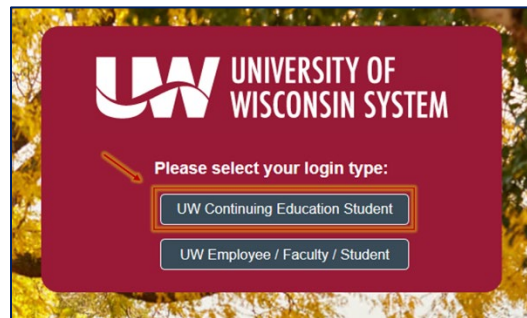 UW UNIVERSITY OF
WISCONSIN SYSTEM
Please select your login type:
UW Continuing Education Student
UW Employee / Faculty / Student